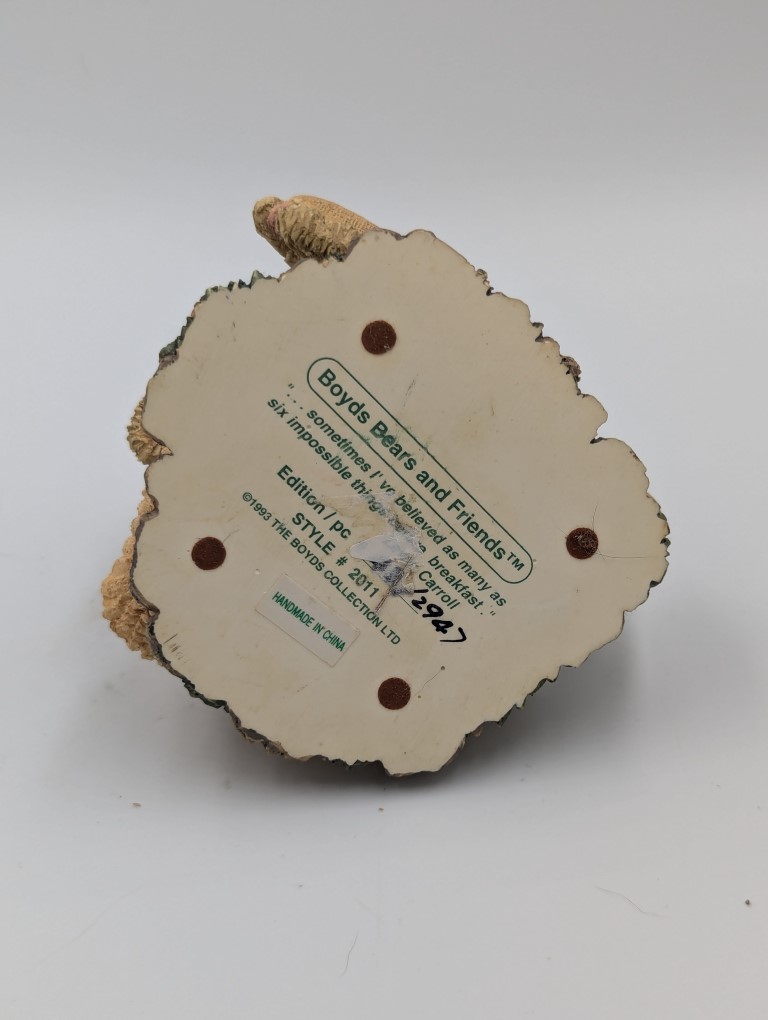 Boyds Bears and Friends™
"... sometimes I've believed as many as
six impossible things breakfast."
Carroll
Edition / pc
12947
STYLE # 2011
©1993 THE BOYDS COLLECTION LTD
HANDMADE IN CHINA